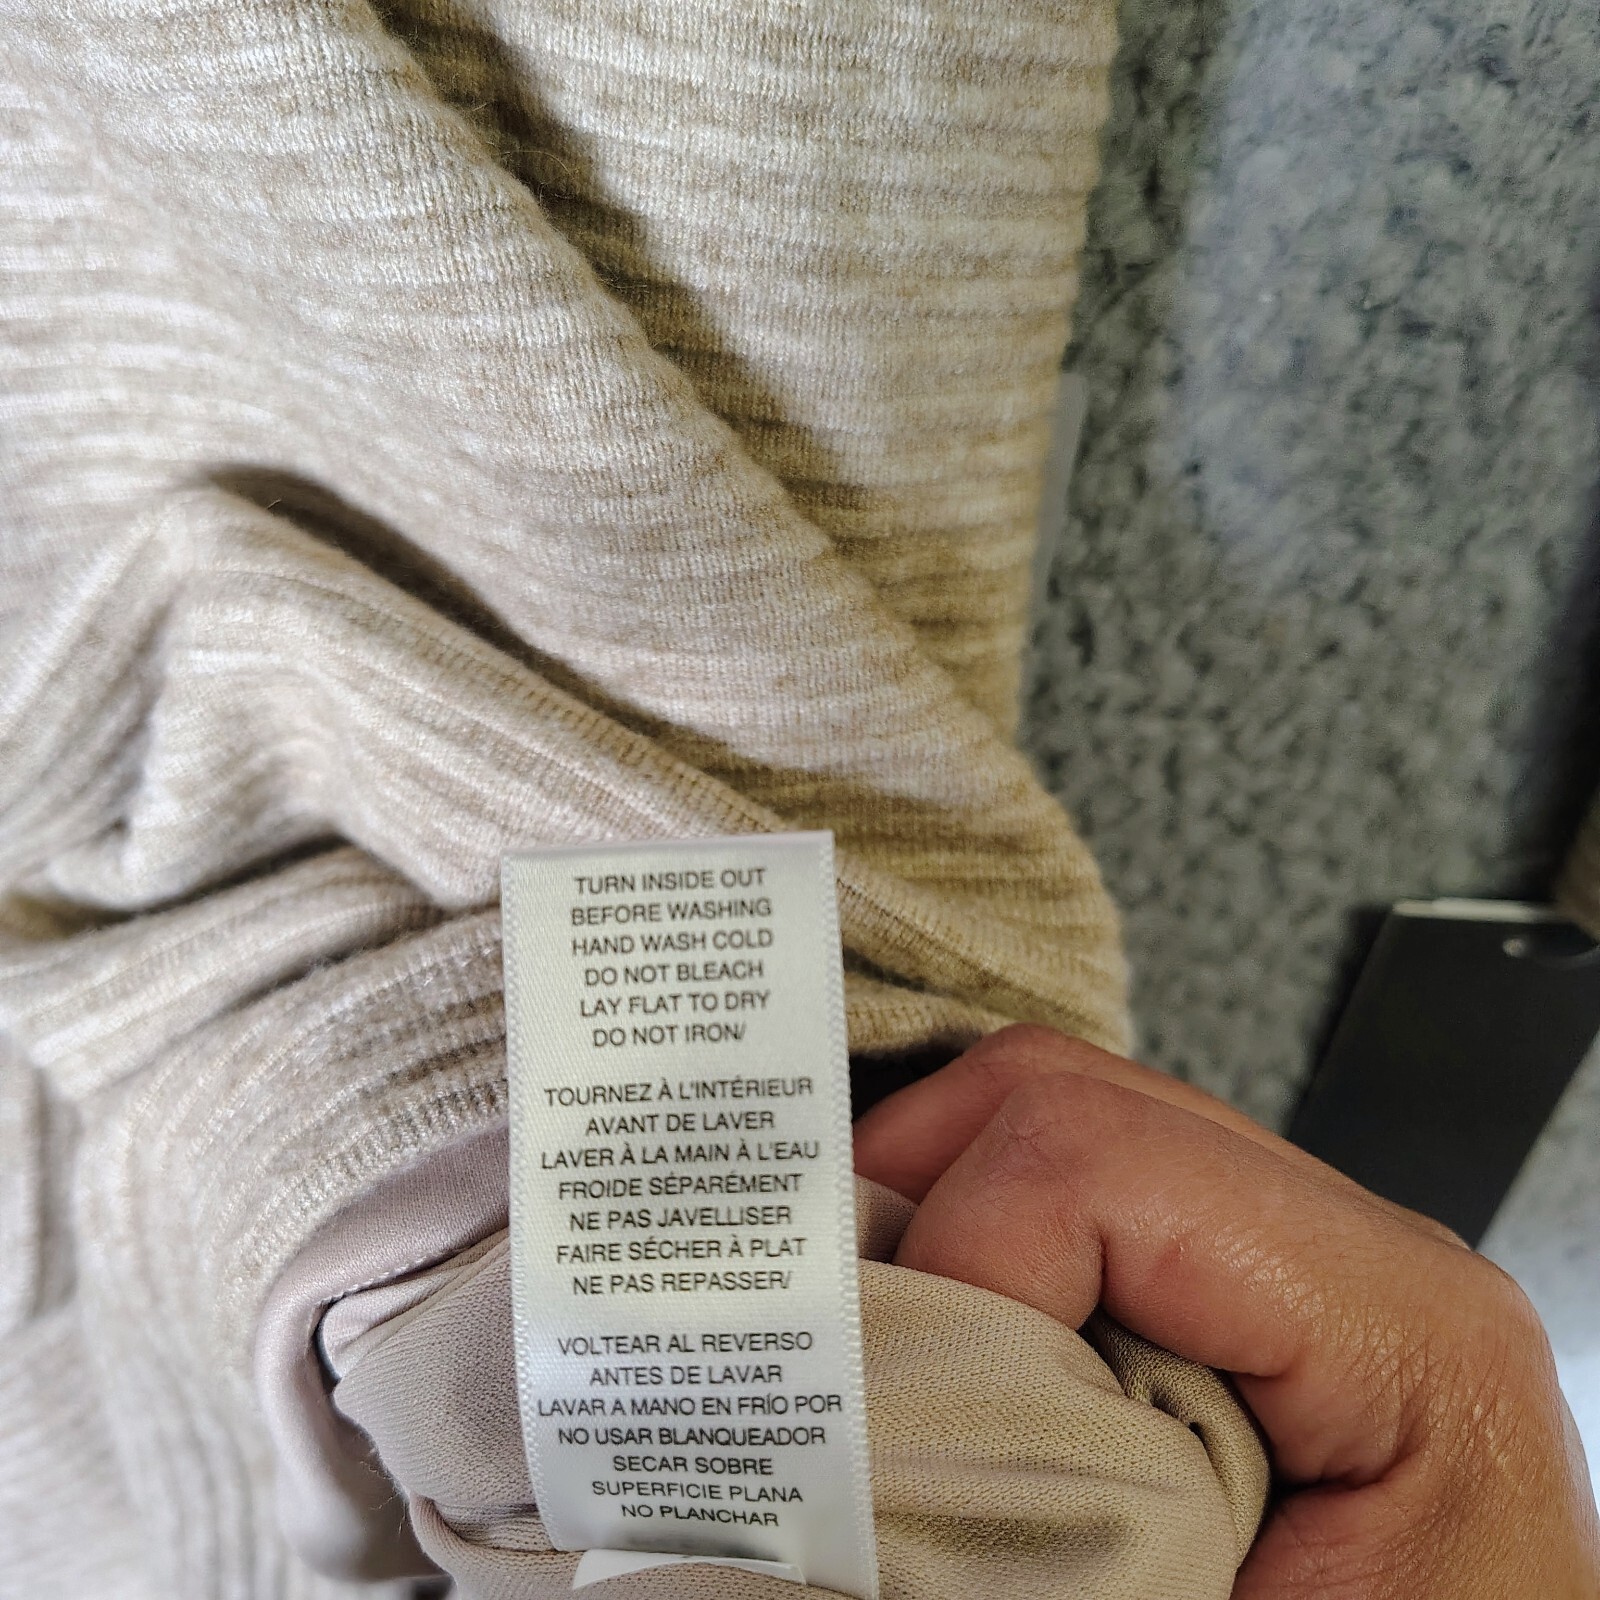 TURN INSIDE OUT
BEFORE WASHING
HAND WASH COLD
DO NOT BLEACH
LAY FLAT TO DRY
DO NOT IRON/
TOURNEZ À L'INTÉRIEUR
AVANT DE LAVER
LAVER À LA MAIN À L'EAU
FROIDE SÉPARÉMENT
NE PAS JAVELLISER
FAIRE SÉCHER À PLAT
NE PAS REPASSER/
VOLTEAR AL REVERSO
ANTES DE LAVAR
LAVAR A MANO EN FRÍO POR
NO USAR BLANQUEADOR
SECAR SOBRE
SUPERFICIE PLANA
NO PLANCHAR